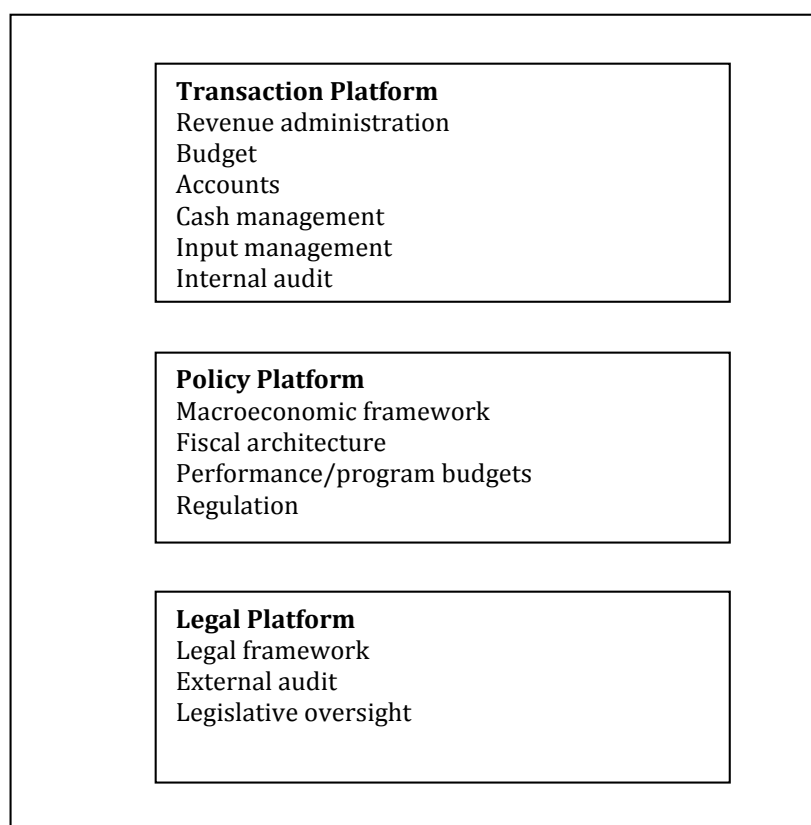 Transaction Platform
Revenue administration
Budget
Accounts
Cash management
Input management
Internal audit
Policy Platform
Macroeconomic framework
Fiscal architecture
Performance/program budgets
Regulation
Legal Platform
Legal framework
External audit
Legislative oversight